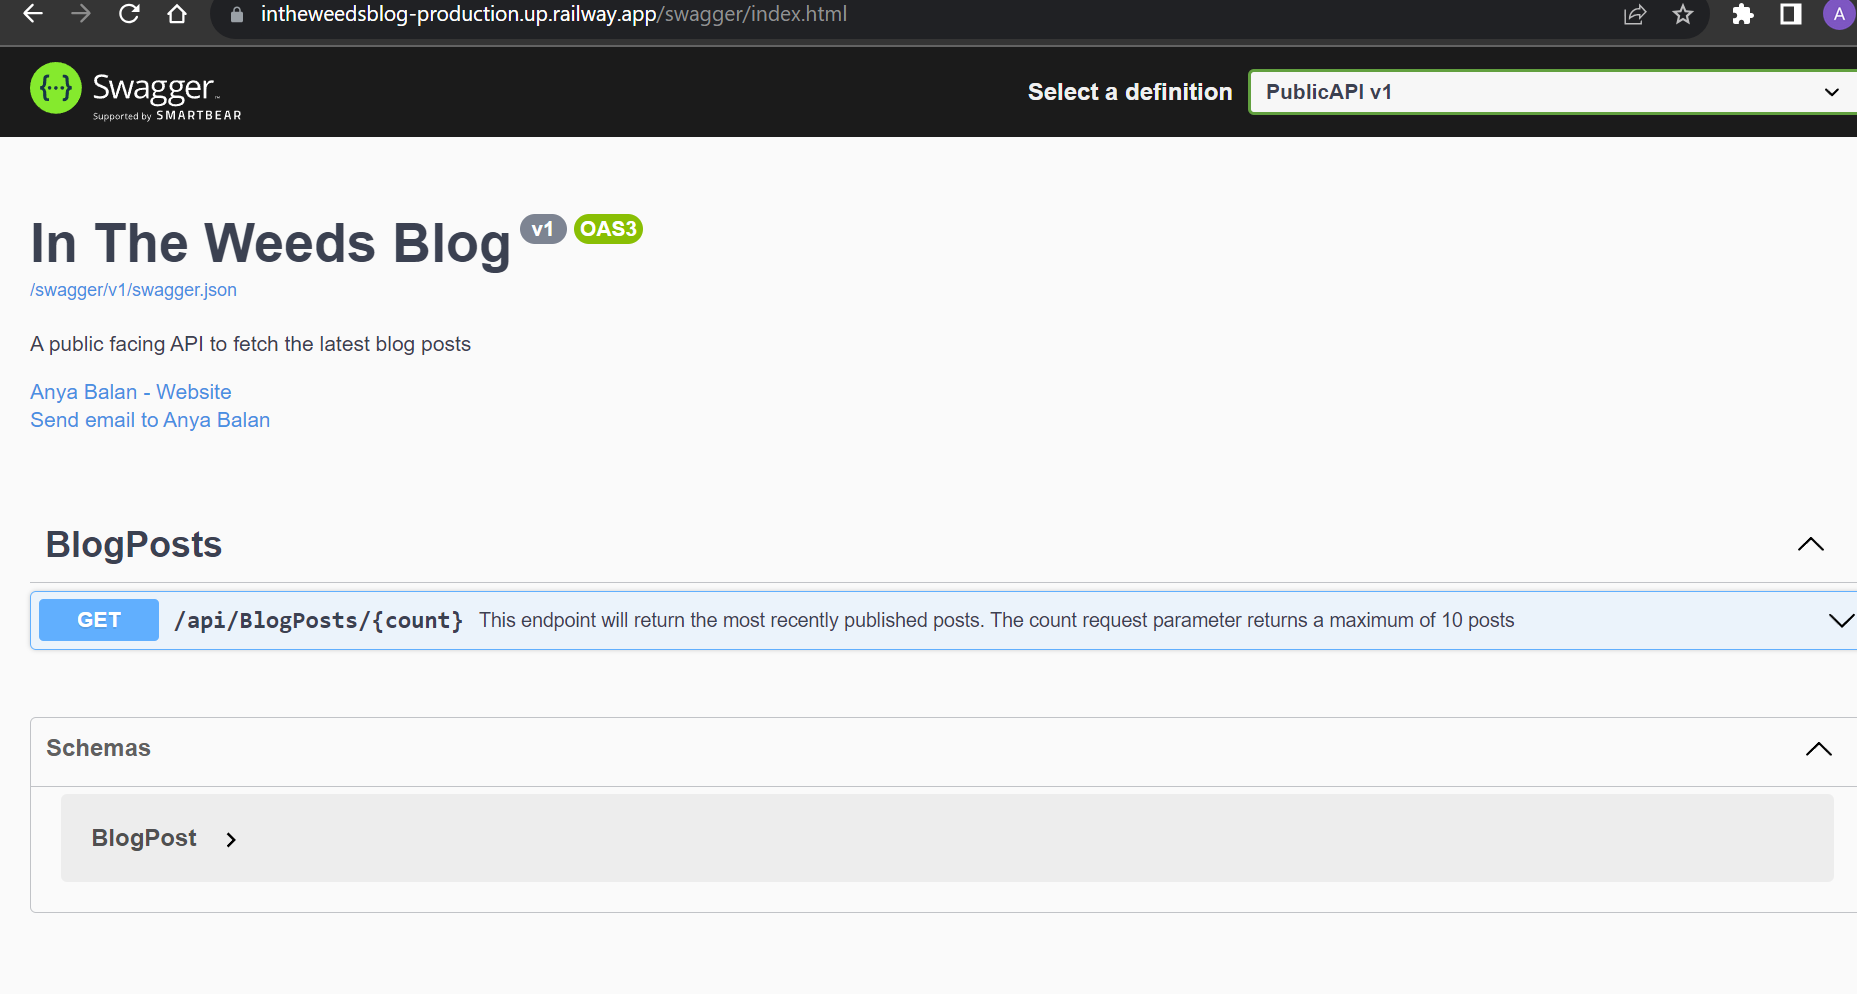 intheweedsblog-production.up.railway.app/swagger/index.html
A
{...} Swagger™
Supported by SMARTBEAR
Select a definition
PublicAPI v1
In The Weeds Blog v1 OAS3
/swagger/v1/swagger.json
A public facing API to fetch the latest blog posts
Anya Balan - Website
Send email to Anya Balan
BlogPosts
GET /api/BlogPosts/{count} This endpoint will return the most recently published posts. The count request parameter returns a maximum of 10 posts
Schemas
BlogPost